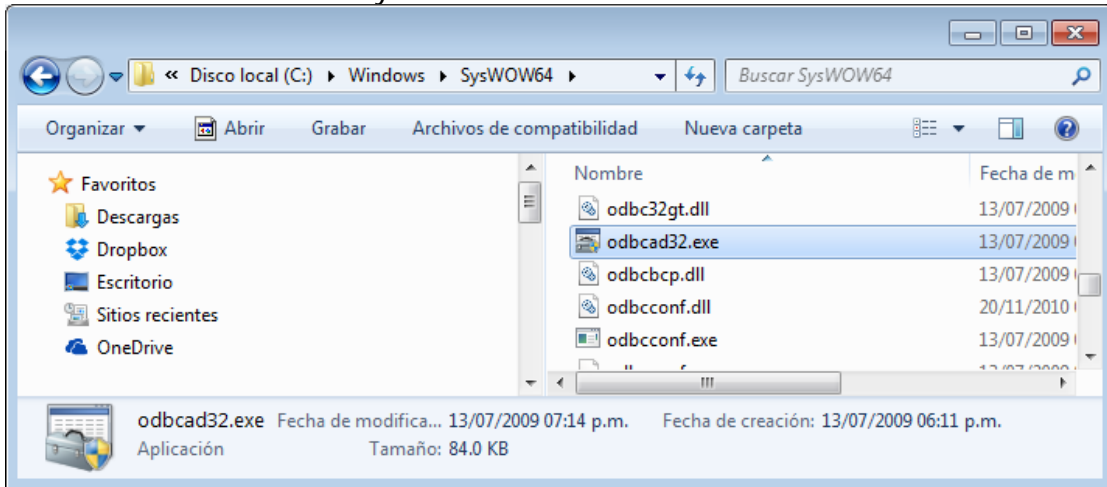 « Disco local (C:) ▸ Windows ▸ SysWOW64 ▸ Buscar SysWOW64
Organizar Abrir Grabar Archivos de compatibilidad Nueva carpeta
Favoritos
Descargas
Dropbox
Escritorio
Sitios recientes
OneDrive
Nombre Fecha de m
odbc32gt.dll 13/07/2009
odbcad32.exe 13/07/2009
odbcbcp.dll 13/07/2009
odbcconf.dll 20/11/2010
odbcconf.exe 13/07/2009
odbcad32.exe Fecha de modifica... 13/07/2009 07:14 p.m. Fecha de creación: 13/07/2009 06:11 p.m.
Aplicación Tamaño: 84.0 KB